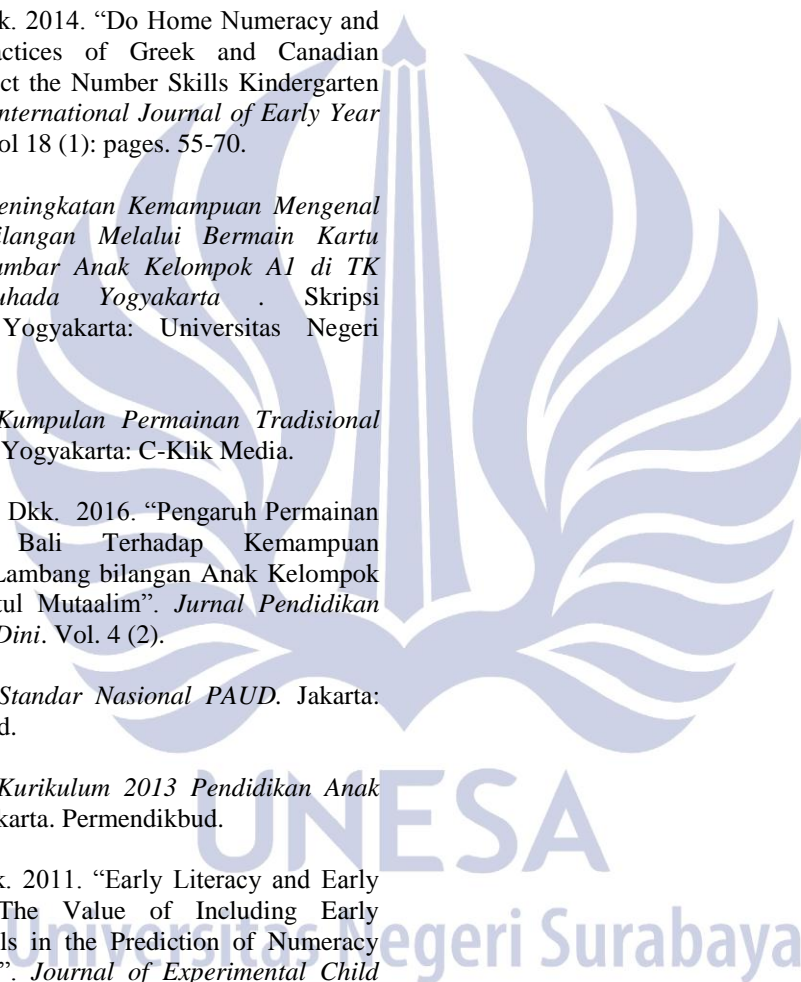 k. 2014. “Do Home Numeracy and
actices of Greek and Canadian
ct the Number Skills Kindergarten
nternational Journal of Early Year
ol 18 (1): pages. 55-70.
eningkatan Kemampuan Mengenal
ilangan Melalui Bermain Kartu
ambar Anak Kelompok A1 di TK
uhada Yogyakarta . Skripsi
Yogyakarta: Universitas Negeri
Kumpulan Permainan Tradisional
Yogyakarta: C-Klik Media.
Dkk. 2016. “Pengaruh Permainan
Bali Terhadap Kemampuan
Lambang bilangan Anak Kelompok
tul Mutaalim”. Jurnal Pendidikan
Dini. Vol. 4 (2).
Standar Nasional PAUD. Jakarta:
d.
Kurikulum 2013 Pendidikan Anak
karta. Permendikbud.
k. 2011. “Early Literacy and Early
The Value of Including Early
ls in the Prediction of Numeracy
”. Journal of Experimental Child
UNESA
Universitas Negeri Surabaya